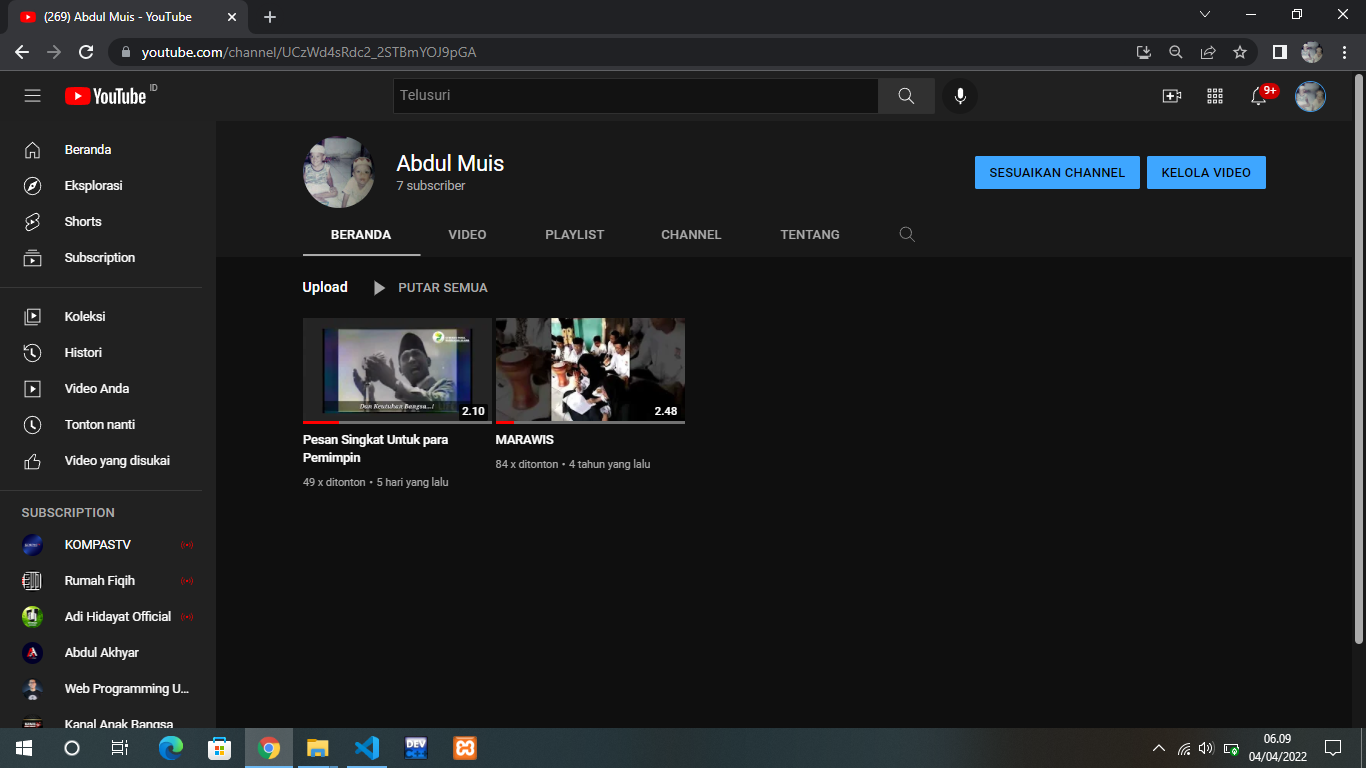 (269) Abdul Muis - YouTube
youtube.com/channel/UCzWd4sRdc2_2STBmYOJ9pGA
YouTube ID
Telusuri
9+
Beranda
Eksplorasi
Shorts
Subscription
Koleksi
Histori
Video Anda
Tonton nanti
Video yang disukai
SUBSCRIPTION
KOMPASTV
Rumah Fiqih
Adi Hidayat Official
Abdul Akhyar
Web Programming U...
Kanal Anak Bangsa
Abdul Muis
7 subscriber
SESUAIKAN CHANNEL
KELOLA VIDEO
BERANDA
VIDEO
PLAYLIST
CHANNEL
TENTANG
Upload
PUTAR SEMUA
Dan Keutuhan Bangsa...!
2.10
Pesan Singkat Untuk para
Pemimpin
49 x ditonton • 5 hari yang lalu
2.48
MARAWIS
84 x ditonton • 4 tahun yang lalu
DEV
06.09
04/04/2022